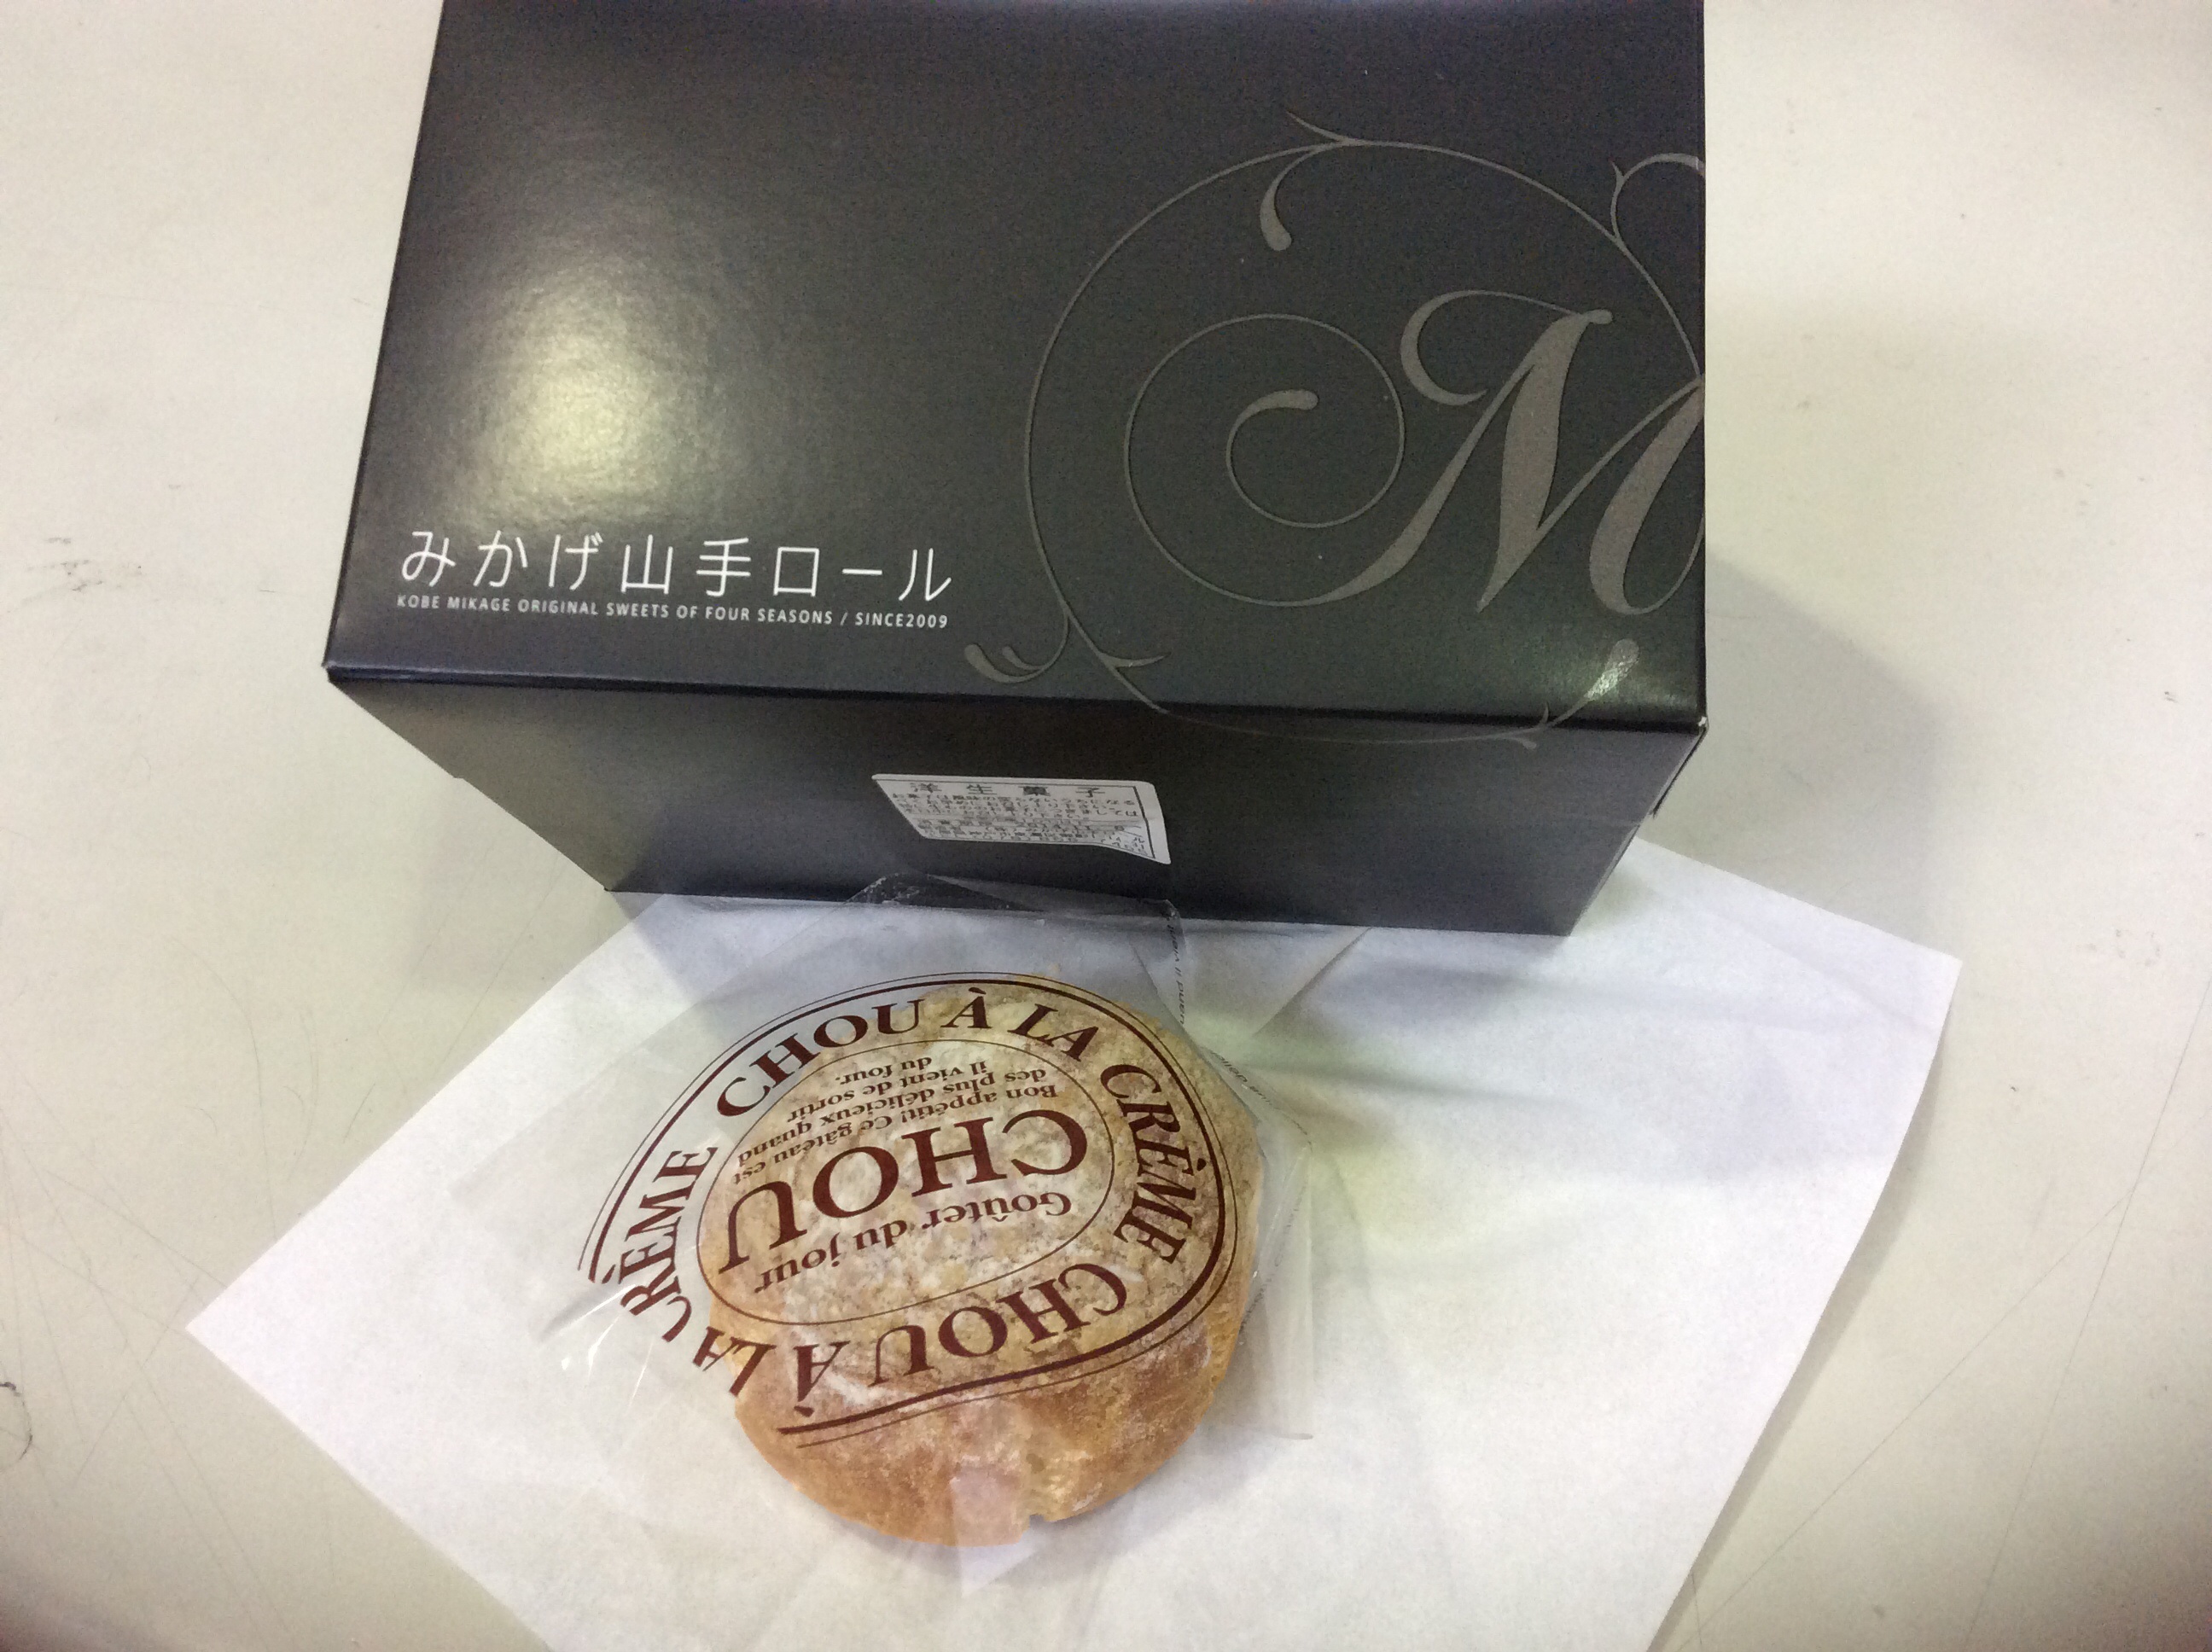 みかげ山手ロール
KOBE MIKAGE ORIGINAL SWEETS OF FOUR SEASONS / SINCE2009
M
洋生菓子
CHOU À LA CRÈME
CHOU À LA CRÈME
Goûter du jour
CHOU
Bon appétit! Ce gâteau est
des plus délicieux quand
il vient de sortir
du four.